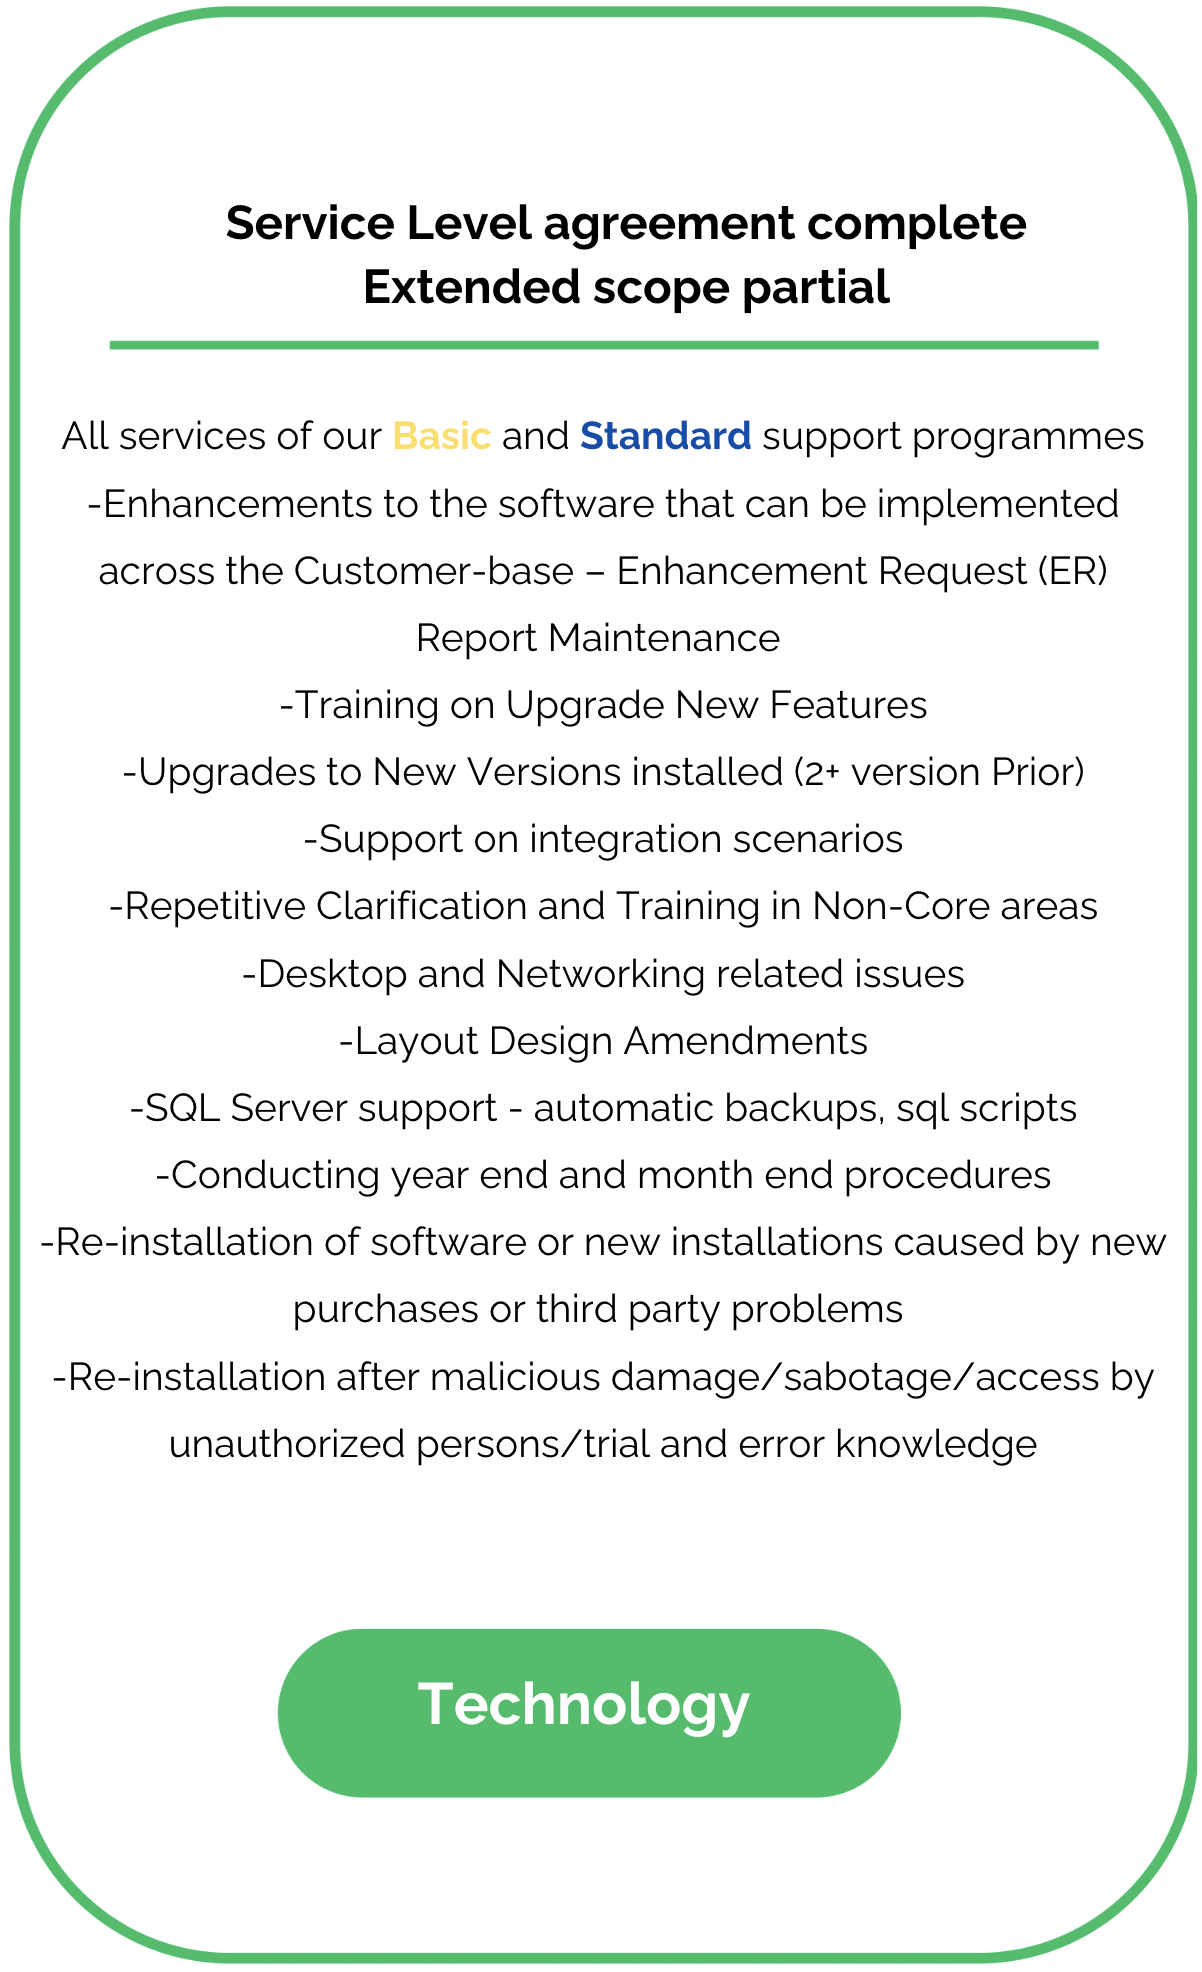 Service Level agreement complete
Extended scope partial
All services of our Basic and Standard support programmes
-Enhancements to the software that can be implemented
across the Customer-base – Enhancement Request (ER)
Report Maintenance
-Training on Upgrade New Features
-Upgrades to New Versions installed (2+ version Prior)
-Support on integration scenarios
-Repetitive Clarification and Training in Non-Core areas
-Desktop and Networking related issues
-Layout Design Amendments
-SQL Server support - automatic backups, sql scripts
-Conducting year end and month end procedures
-Re-installation of software or new installations caused by new
purchases or third party problems
-Re-installation after malicious damage/sabotage/access by
unauthorized persons/trial and error knowledge
Technology